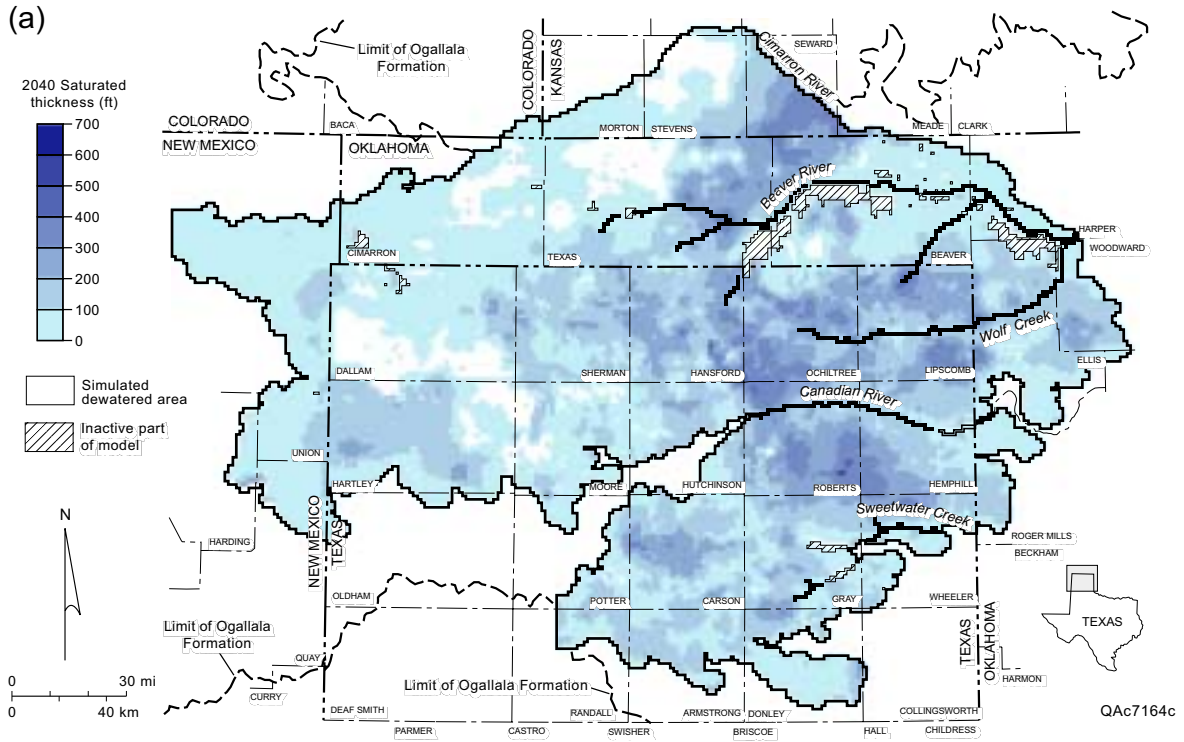 (a)
Limit of Ogallala
Formation
2040 Saturated
thickness (ft)
700
600
500
400
300
200
100
0
Simulated
dewatered area
Inactive part
of model
COLORADO
NEW MEXICO
BACA
OKLAHOMA
COLORADO
KANSAS
MORTON
STEVENS
SEWARD
Cimarron River
MEADE
CLARK
Beaver River
CIMARRON
TEXAS
BEAVER
HARPER
WOODWARD
Wolf Creek
ELLIS
DALLAM
SHERMAN
HANSFORD
OCHILTREE
LIPSCOMB
Canadian River
UNION
HARTLEY
MOORE
HUTCHINSON
ROBERTS
HEMPHILL
Sweetwater Creek
NEW MEXICO
TEXAS
HARDING
ROGER MILLS
BECKHAM
N
OLDHAM
POTTER
CARSON
GRAY
WHEELER
TEXAS
OKLAHOMA
TEXAS
Limit of Ogallala
Formation
QUAY
CURRY
HARMON
0 30 mi
0 40 km
Limit of Ogallala Formation
DEAF SMITH
RANDALL
ARMSTRONG
DONLEY
COLLINGSWORTH
PARMER
CASTRO
SWISHER
BRISCOE
HALL
CHILDRESS
QAc7164c